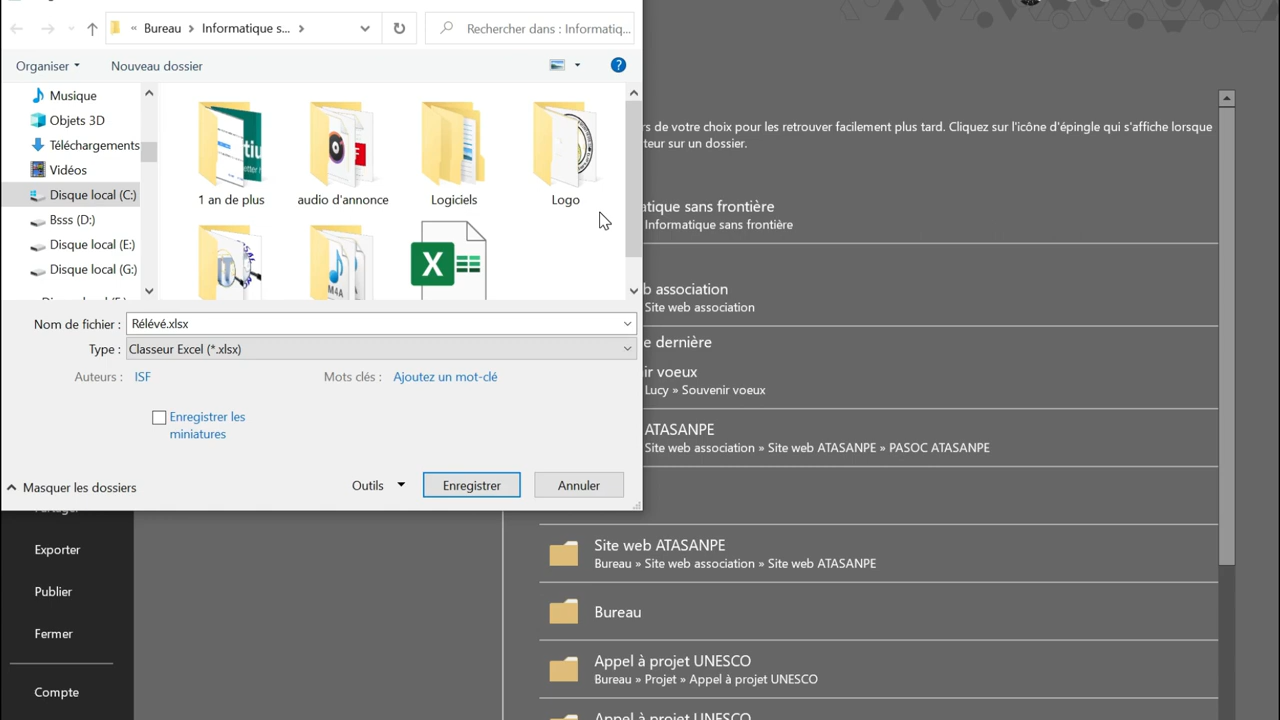 « Bureau > Informatique s... >
Rechercher dans : Informatiq...
Organiser
Nouveau dossier
?
Musique
Objets 3D
Téléchargements
Vidéos
Disque local (C:)
Bsss (D:)
Disque local (E:)
Disque local (G:)
1 an de plus
audio d'annonce
Logiciels
Logo
M4A
X
Nom de fichier :
Rélévé.xlsx
Type :
Classeur Excel (*.xlsx)
Auteurs :
ISF
Mots clés :
Ajoutez un mot-clé
Enregistrer les
miniatures
Masquer les dossiers
Outils
Enregistrer
Annuler
Partager
Exporter
Publier
Fermer
Compte
rs de votre choix pour les retrouver facilement plus tard. Cliquez sur l'icône d'épingle qui s'affiche lorsque
teur sur un dossier.
atique sans frontière
Informatique sans frontière
b association
Site web association
e dernière
ir voeux
Lucy » Souvenir voeux
ATASANPE
Site web association » Site web ATASANPE » PASOC ATASANPE
Site web ATASANPE
Bureau » Site web association » Site web ATASANPE
Bureau
Appel à projet UNESCO
Bureau » Projet » Appel à projet UNESCO
Appel à projet UNESCO